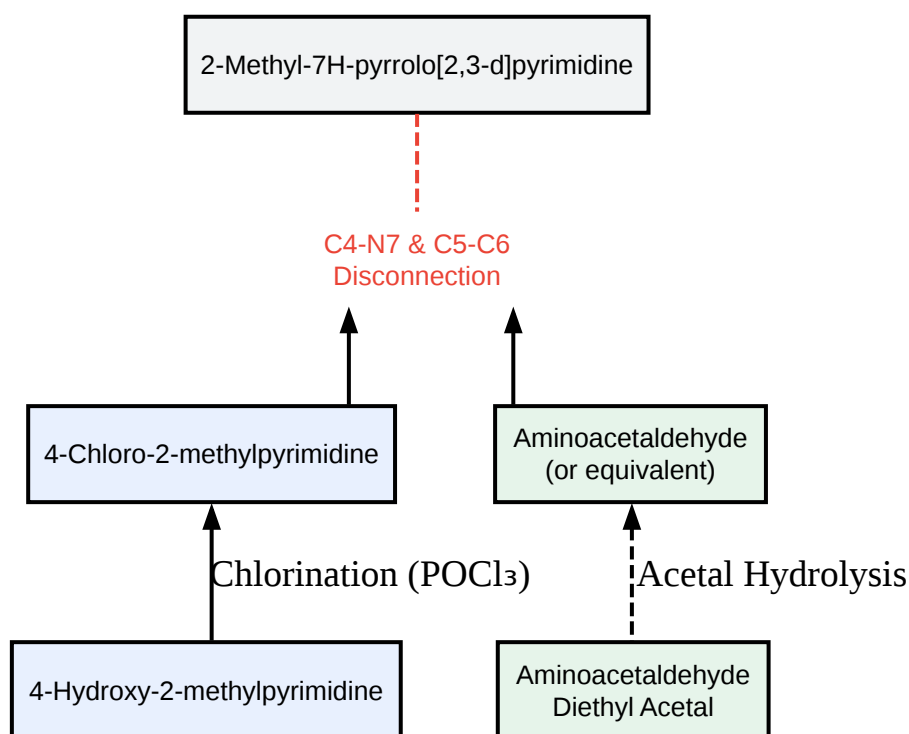 2-Methyl-7H-pyrrolo[2,3-d]pyrimidine
C4-N7 & C5-C6
Disconnection
4-Chloro-2-methylpyrimidine
Aminoacetaldehyde
(or equivalent)
Chlorination (POCl₃)
Acetal Hydrolysis
4-Hydroxy-2-methylpyrimidine
Aminoacetaldehyde
Diethyl Acetal